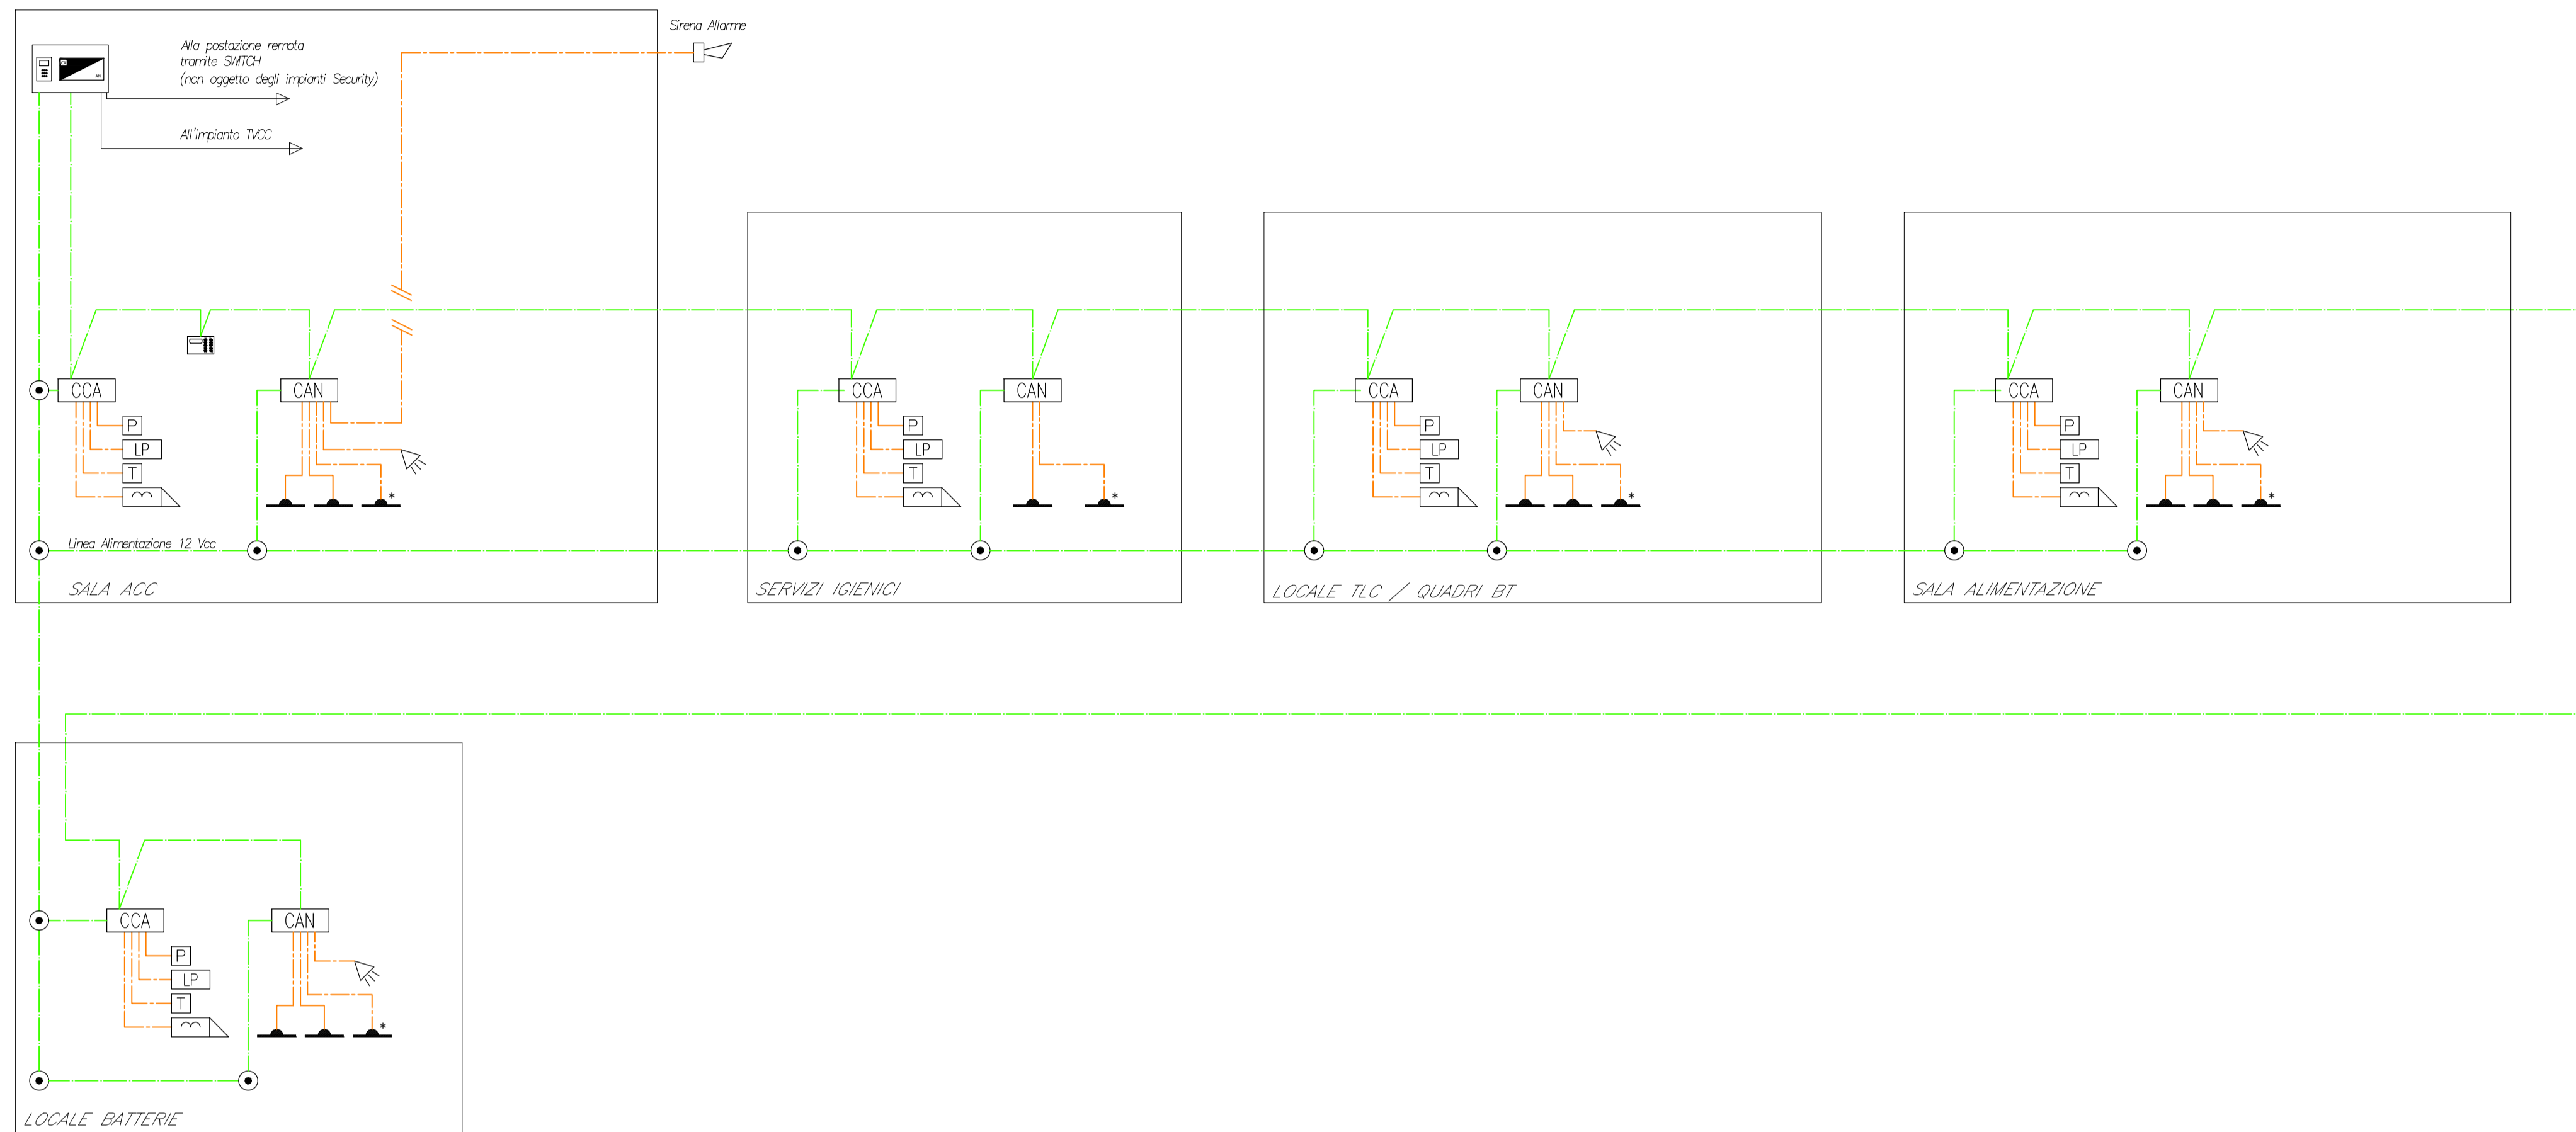 Sirena Allarme
Alla postazione remota
tramite SWITCH
(non oggetto degli impianti Security)
All'impianto TVCC
CCA
CAN
P
LP
T
*
Linea Alimentazione 12 Vcc
SALA ACC
CCA
CAN
P
LP
T
*
SERVIZI IGIENICI
CCA
CAN
P
LP
T
*
LOCALE TLC / QUADRI BT
CCA
CAN
P
LP
T
*
SALA ALIMENTAZIONE
CCA
CAN
P
LP
T
*
LOCALE BATTERIE